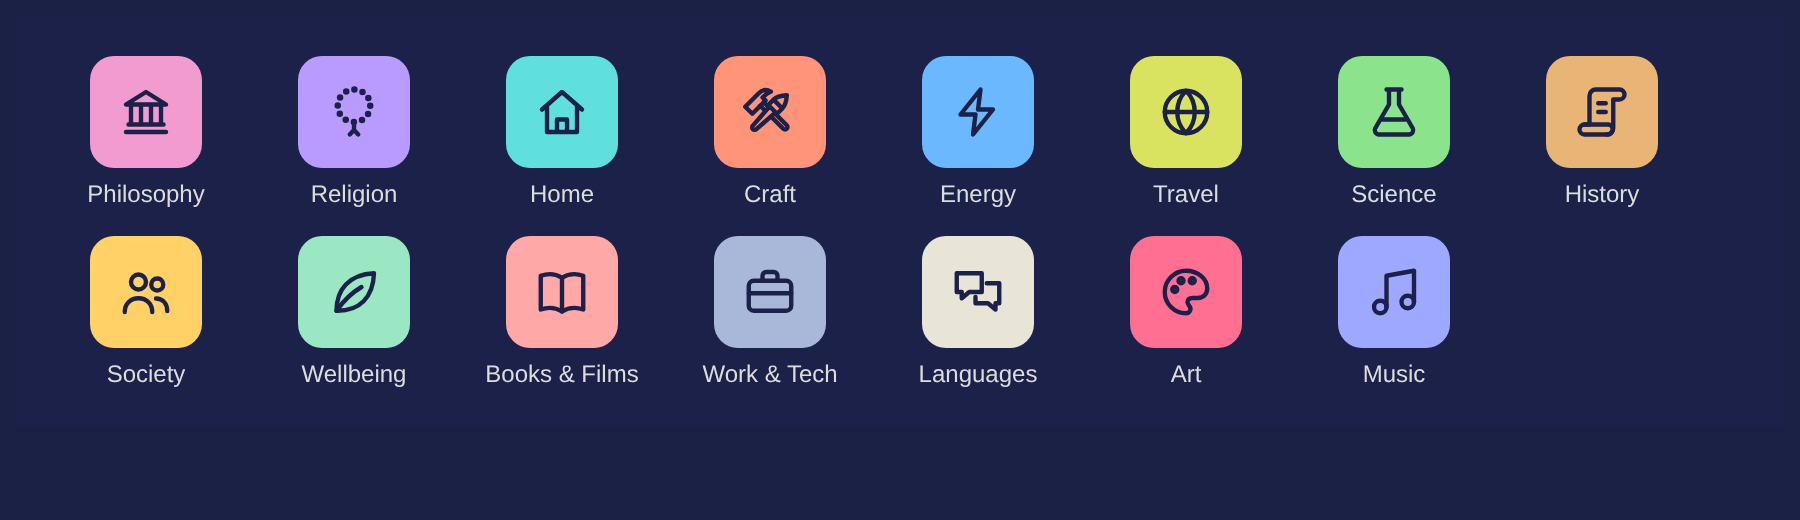 Philosophy
Religion
Home
Craft
Energy
Travel
Science
History
Society
Wellbeing
Books & Films
Work & Tech
Languages
Art
Music